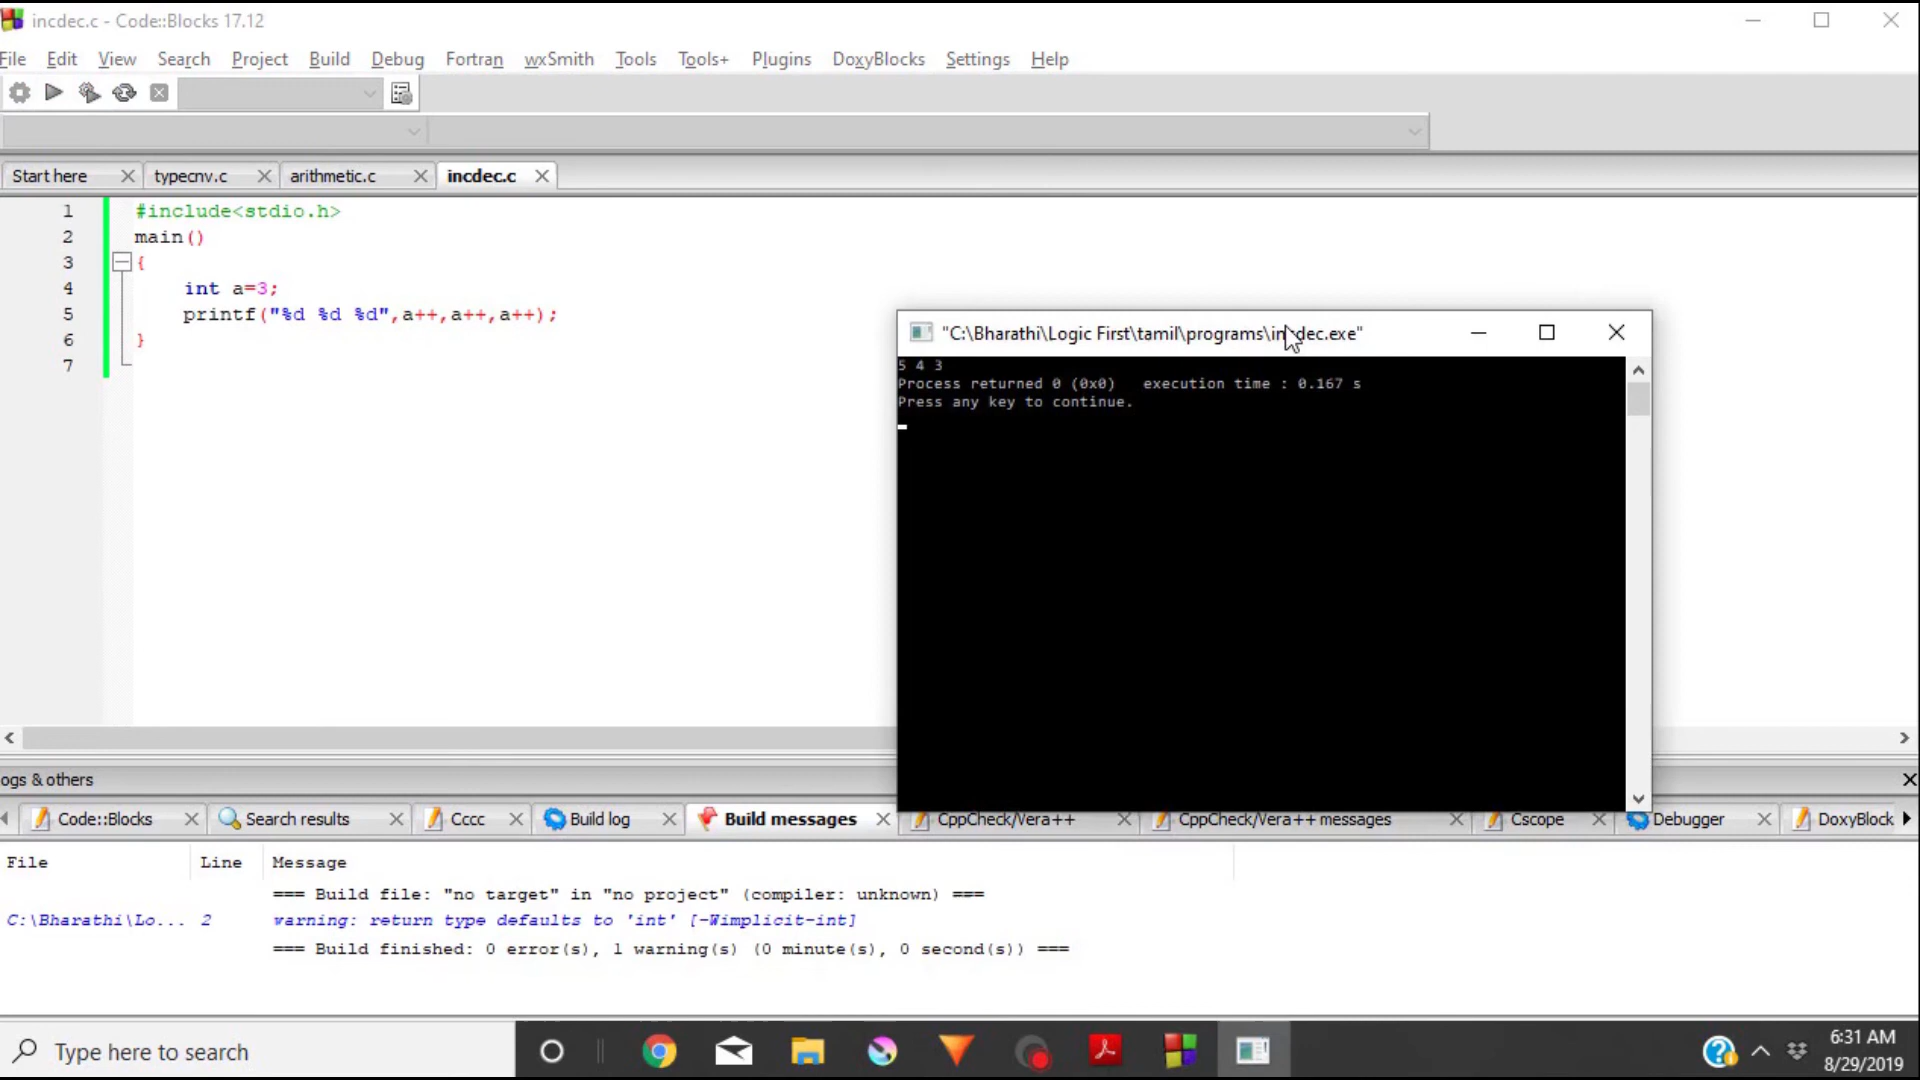 incdec.c - Code::Blocks 17.12
File Edit View Search Project Build Debug Fortran wxSmith Tools Tools+ Plugins DoxyBlocks Settings Help
Start here typecnv.c arithmetic.c incdec.c
1 #include<stdio.h>
2 main()
3 {
4 int a=3;
5 printf("%d %d %d",a++,a++,a++);
6 }
7
"C:\Bharathi\Logic First\tamil\programs\incdec.exe"
5 4 3
Process returned 0 (0x0) execution time : 0.167 s
Press any key to continue.
ogs & others
Code::Blocks Search results Cccc Build log Build messages CppCheck/Vera++ CppCheck/Vera++ messages Cscope Debugger DoxyBlock
File Line Message
=== Build file: "no target" in "no project" (compiler: unknown) ===
C:\Bharathi\Lo... 2 warning: return type defaults to 'int' [-Wimplicit-int]
=== Build finished: 0 error(s), 1 warning(s) (0 minute(s), 0 second(s)) ===
Type here to search
6:31 AM
8/29/2019